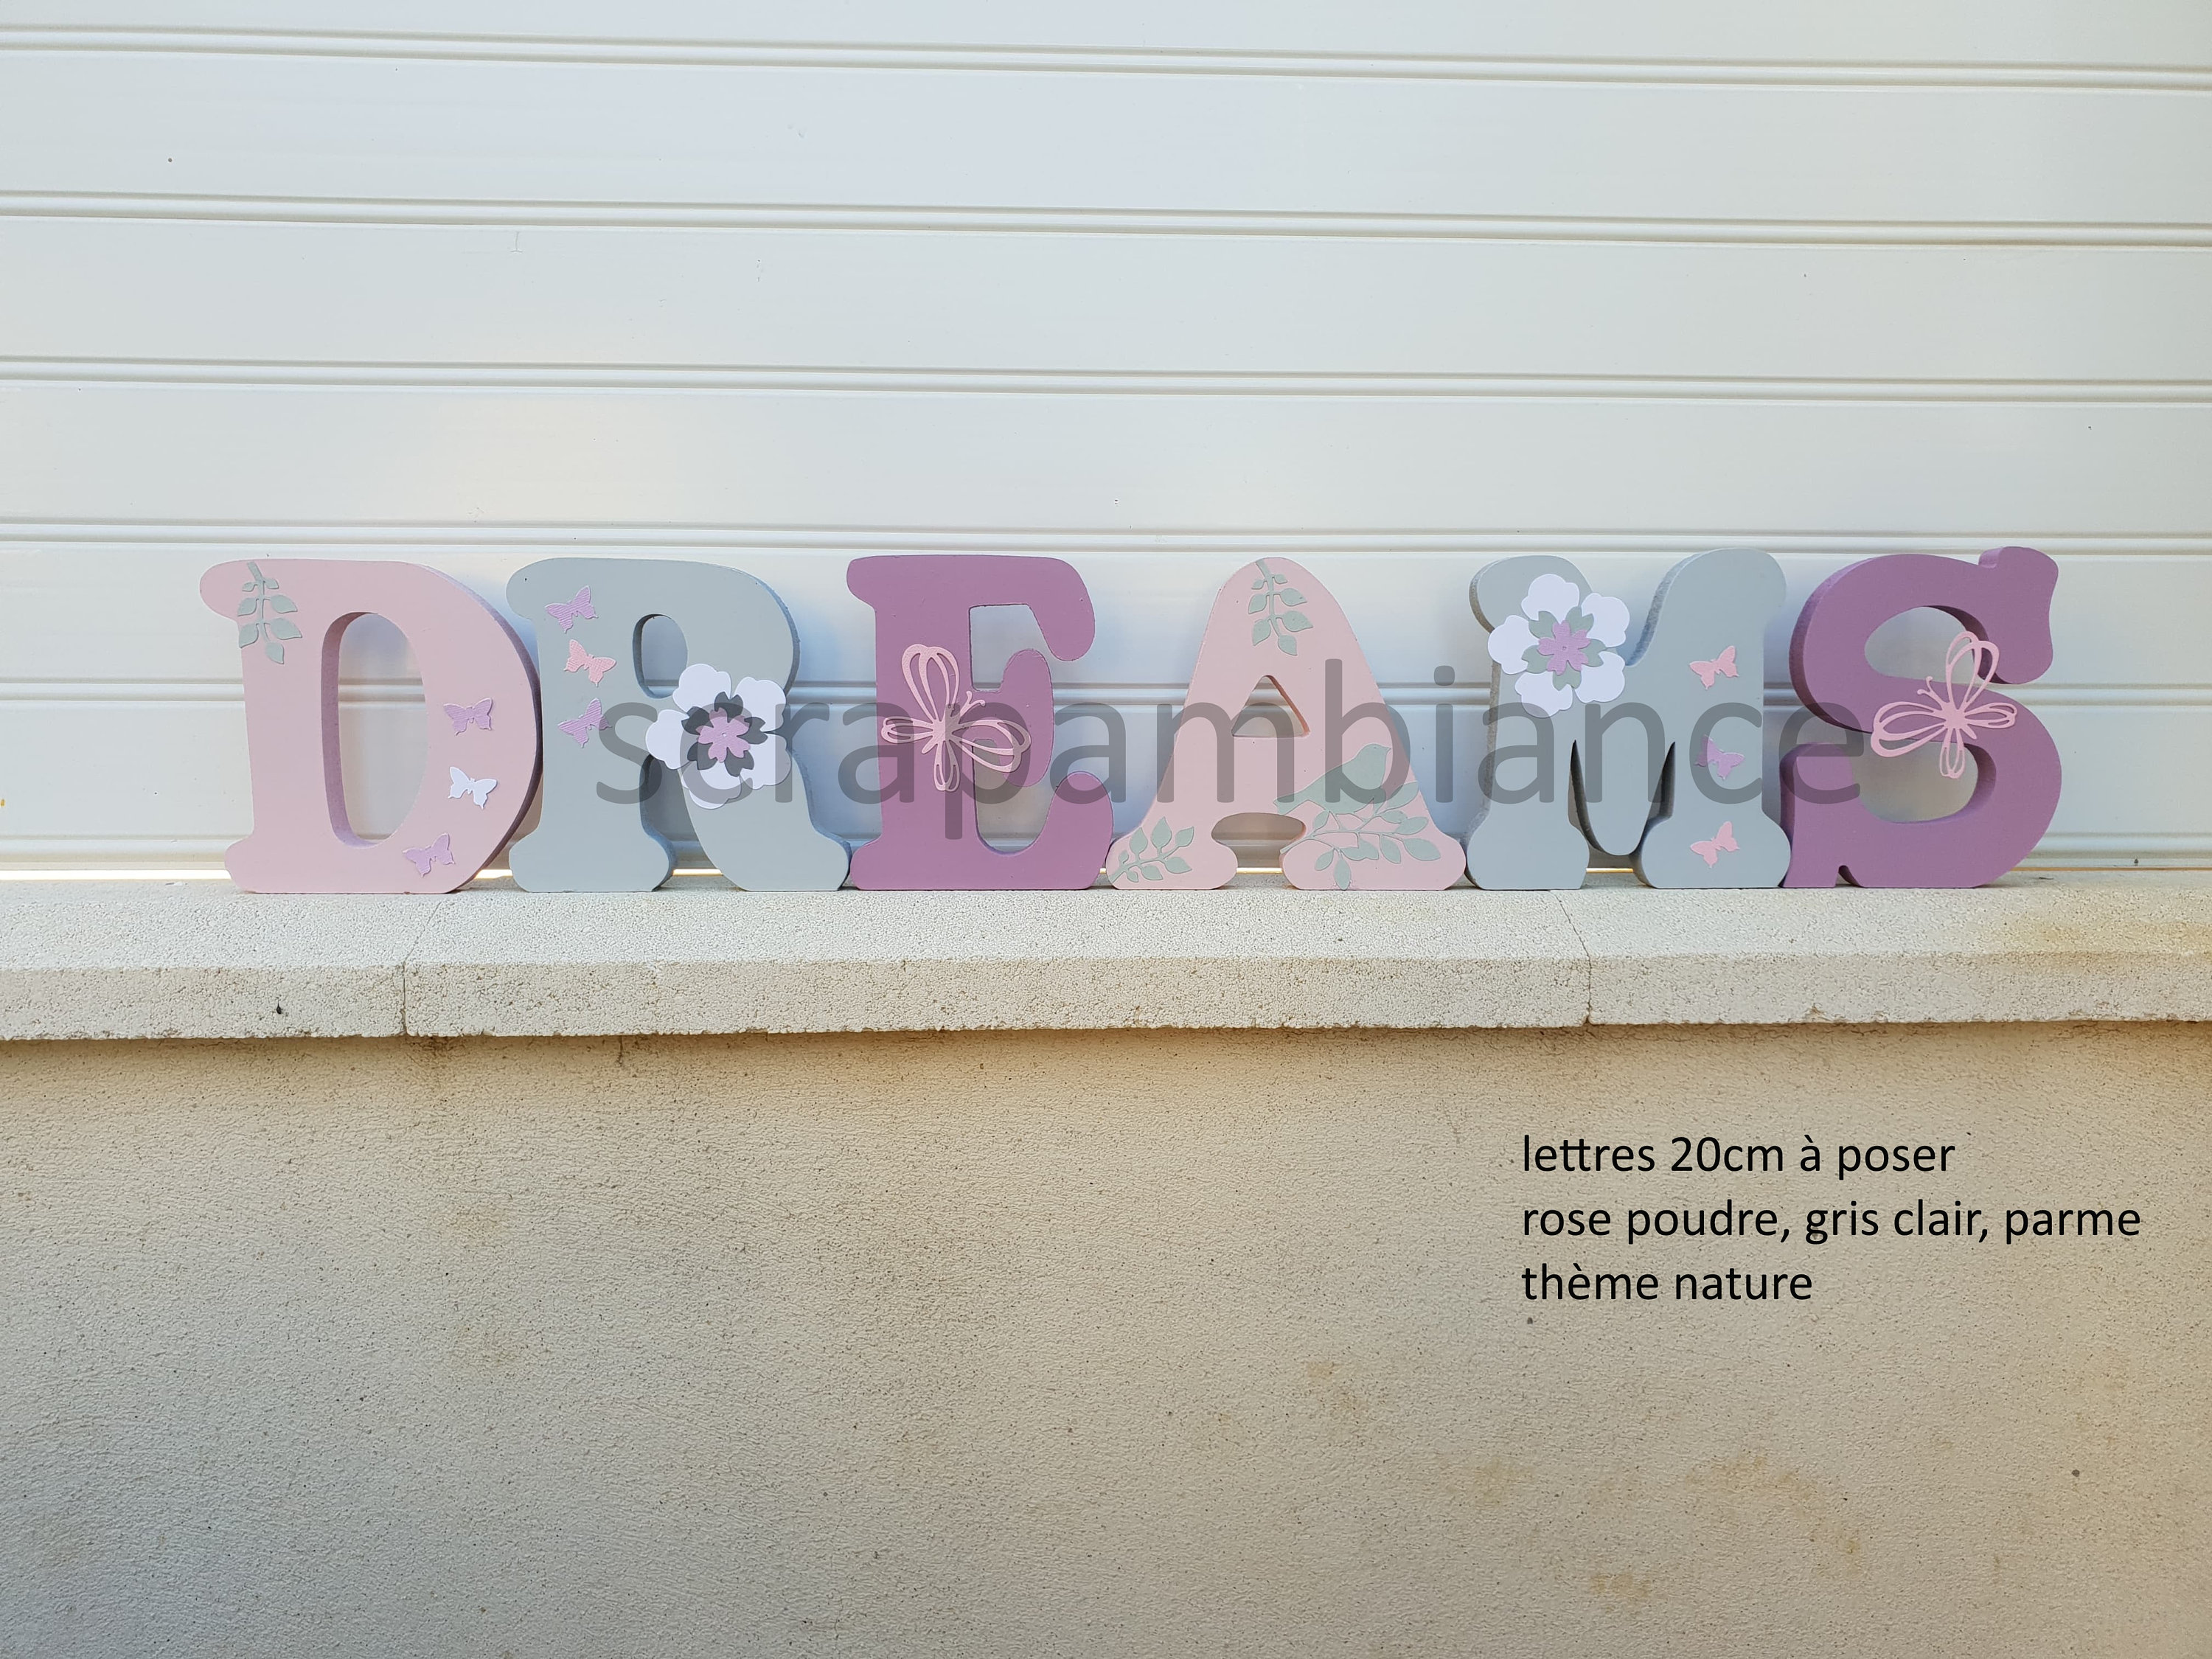 DREAMS
scrapambiance
lettres 20cm à poser
rose poudre, gris clair, parme
thème nature